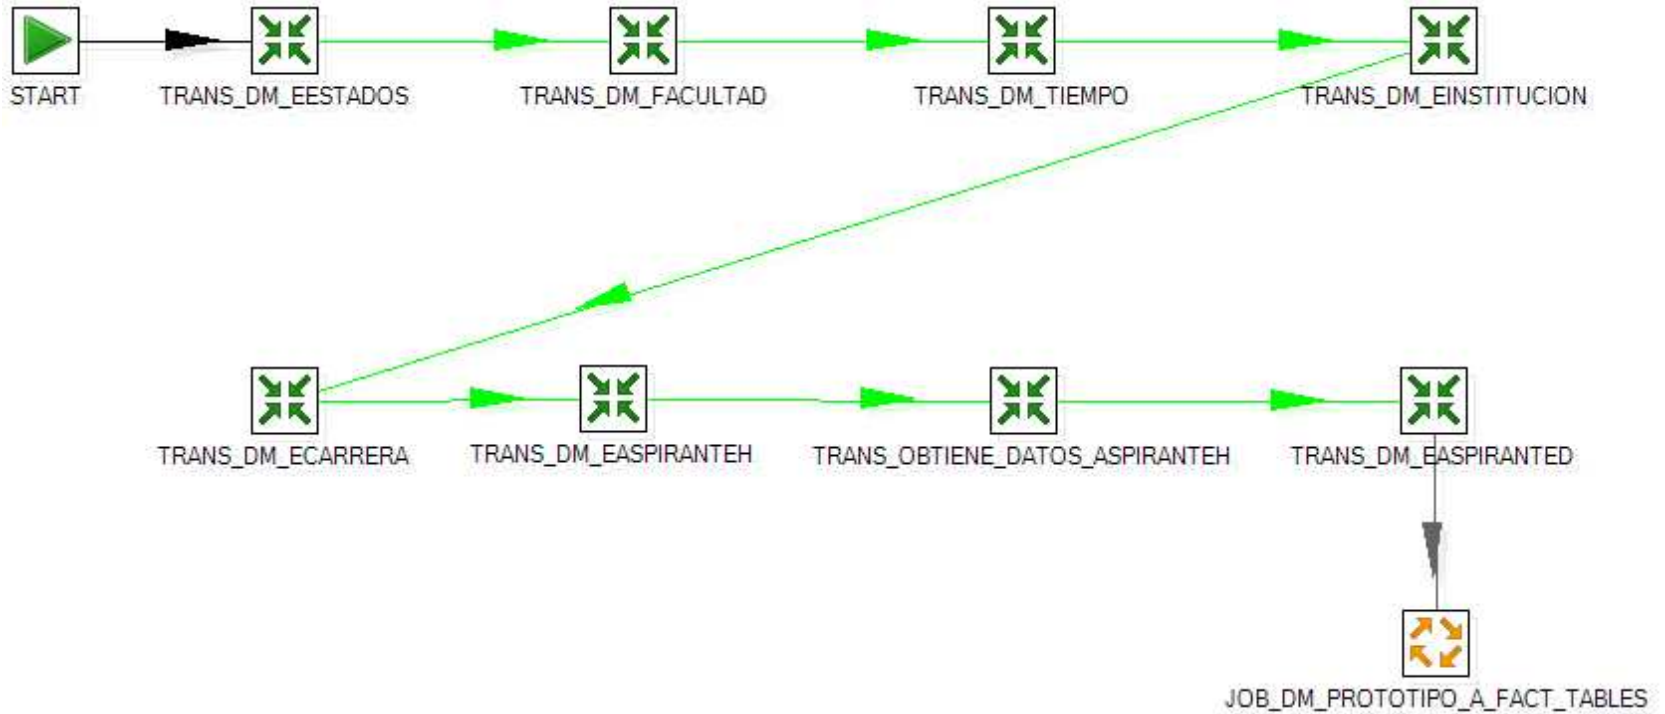 START
TRANS_DM_EESTADOS
TRANS_DM_FACULTAD
TRANS_DM_TIEMPO
TRANS_DM_EINSTITUCION
TRANS_DM_ECARRERA
TRANS_DM_EASPIRANTEH
TRANS_OBTIENE_DATOS_ASPIRANTEH
TRANS_DM_EASPIRANTED
JOB_DM_PROTOTIPO_A_FACT_TABLES